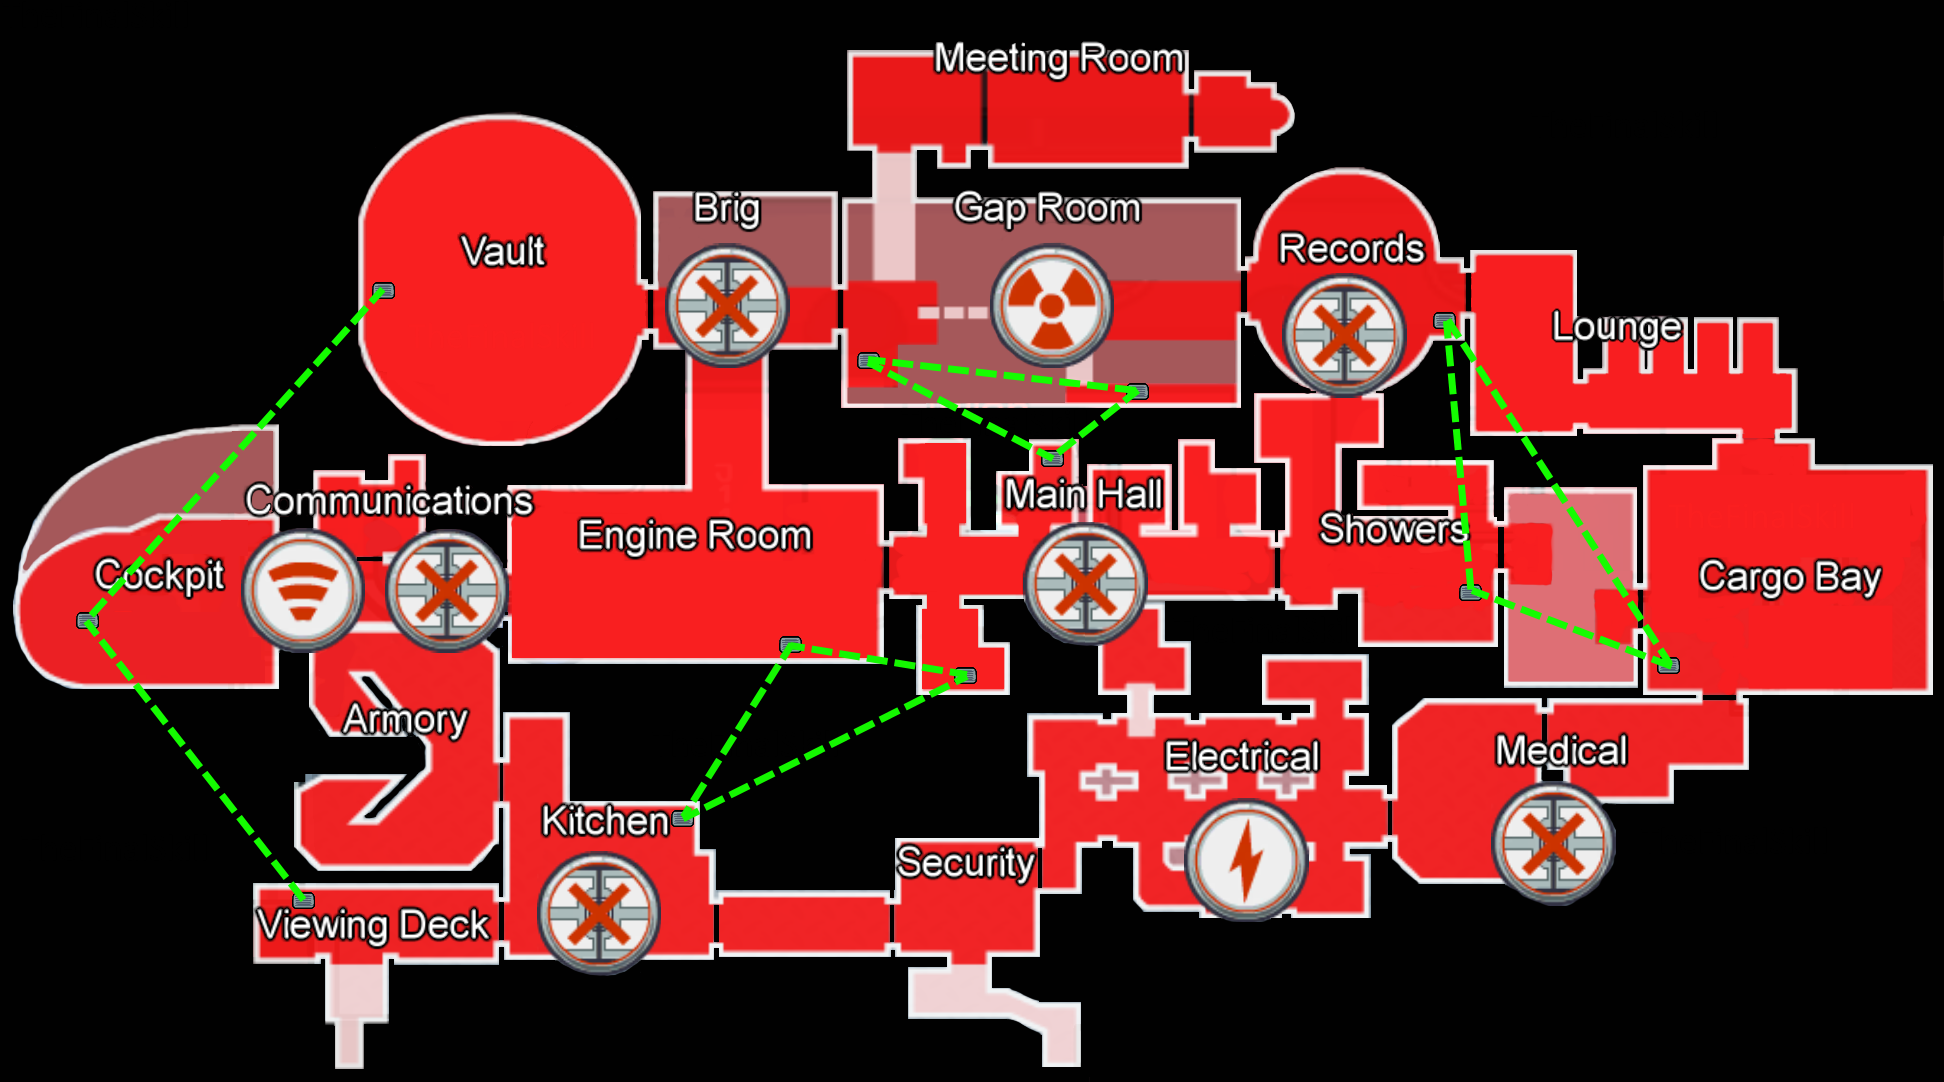 Meeting Room
Brig
Gap Room
Vault
Records
Lounge
Communications
Main Hall
Engine Room
Showers
Cockpit
Cargo Bay
Armory
Electrical
Medical
Kitchen
Security
Viewing Deck